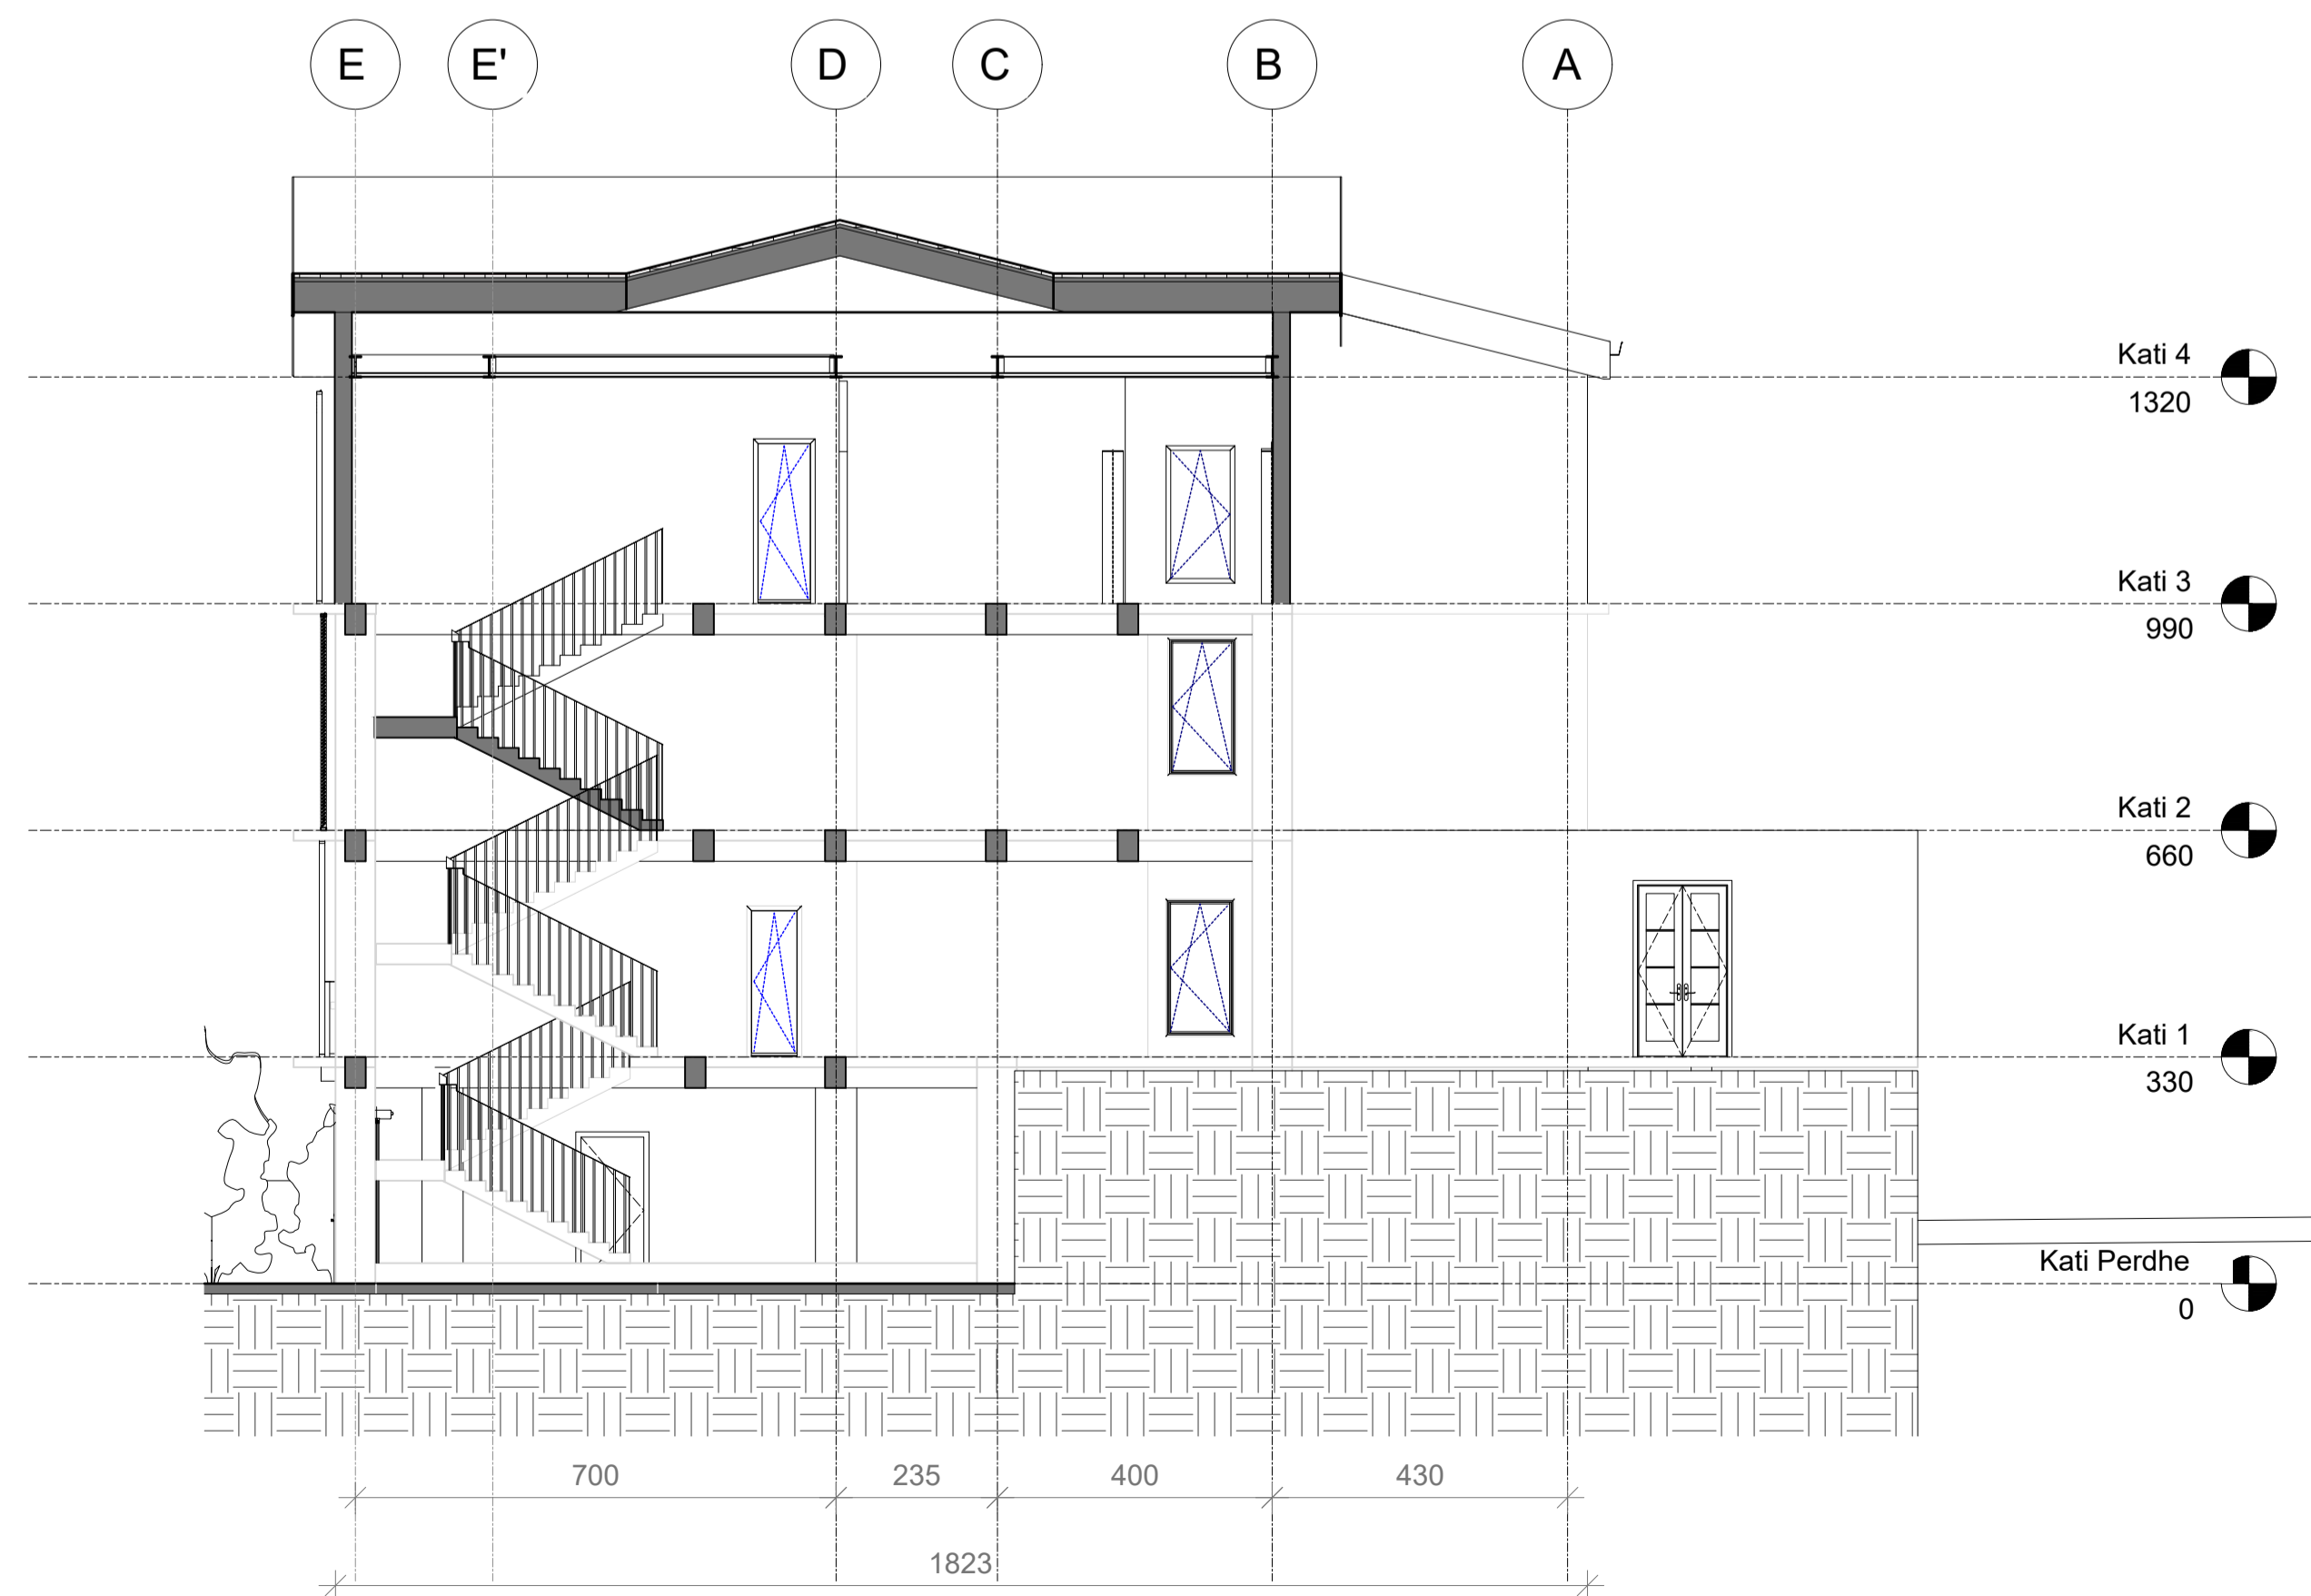 E E' D C B A
Kati 4
1320
Kati 3
990
Kati 2
660
Kati 1
330
Kati Perdhe
0
700 235 400 430
1823